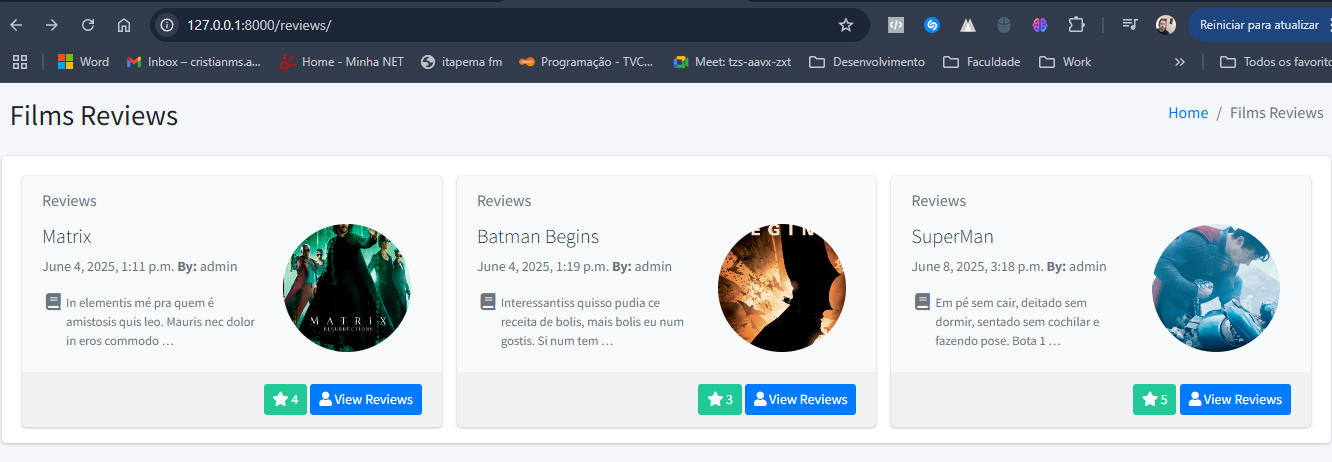 127.0.0.1:8000/reviews/
Reiniciar para atualizar
Word
Inbox – cristianms.a...
Home - Minha NET
itapema fm
Programação - TVC...
Meet: tzs-aavx-zxt
Desenvolvimento
Faculdade
Work
»
Todos os favorito
Films Reviews
Home / Films Reviews
Reviews
Matrix
June 4, 2025, 1:11 p.m. By: admin
In elementis mé pra quem é
amistosis quis leo. Mauris nec dolor
in eros commodo …
MATRIX
RESURRECTIONS
4
View Reviews
Reviews
Batman Begins
June 4, 2025, 1:19 p.m. By: admin
Interessantiss quisso pudia ce
receita de bolis, mais bolis eu num
gostis. Si num tem …
EGIN
3
View Reviews
Reviews
SuperMan
June 8, 2025, 3:18 p.m. By: admin
Em pé sem cair, deitado sem
dormir, sentado sem cochilar e
fazendo pose. Bota 1 …
5
View Reviews